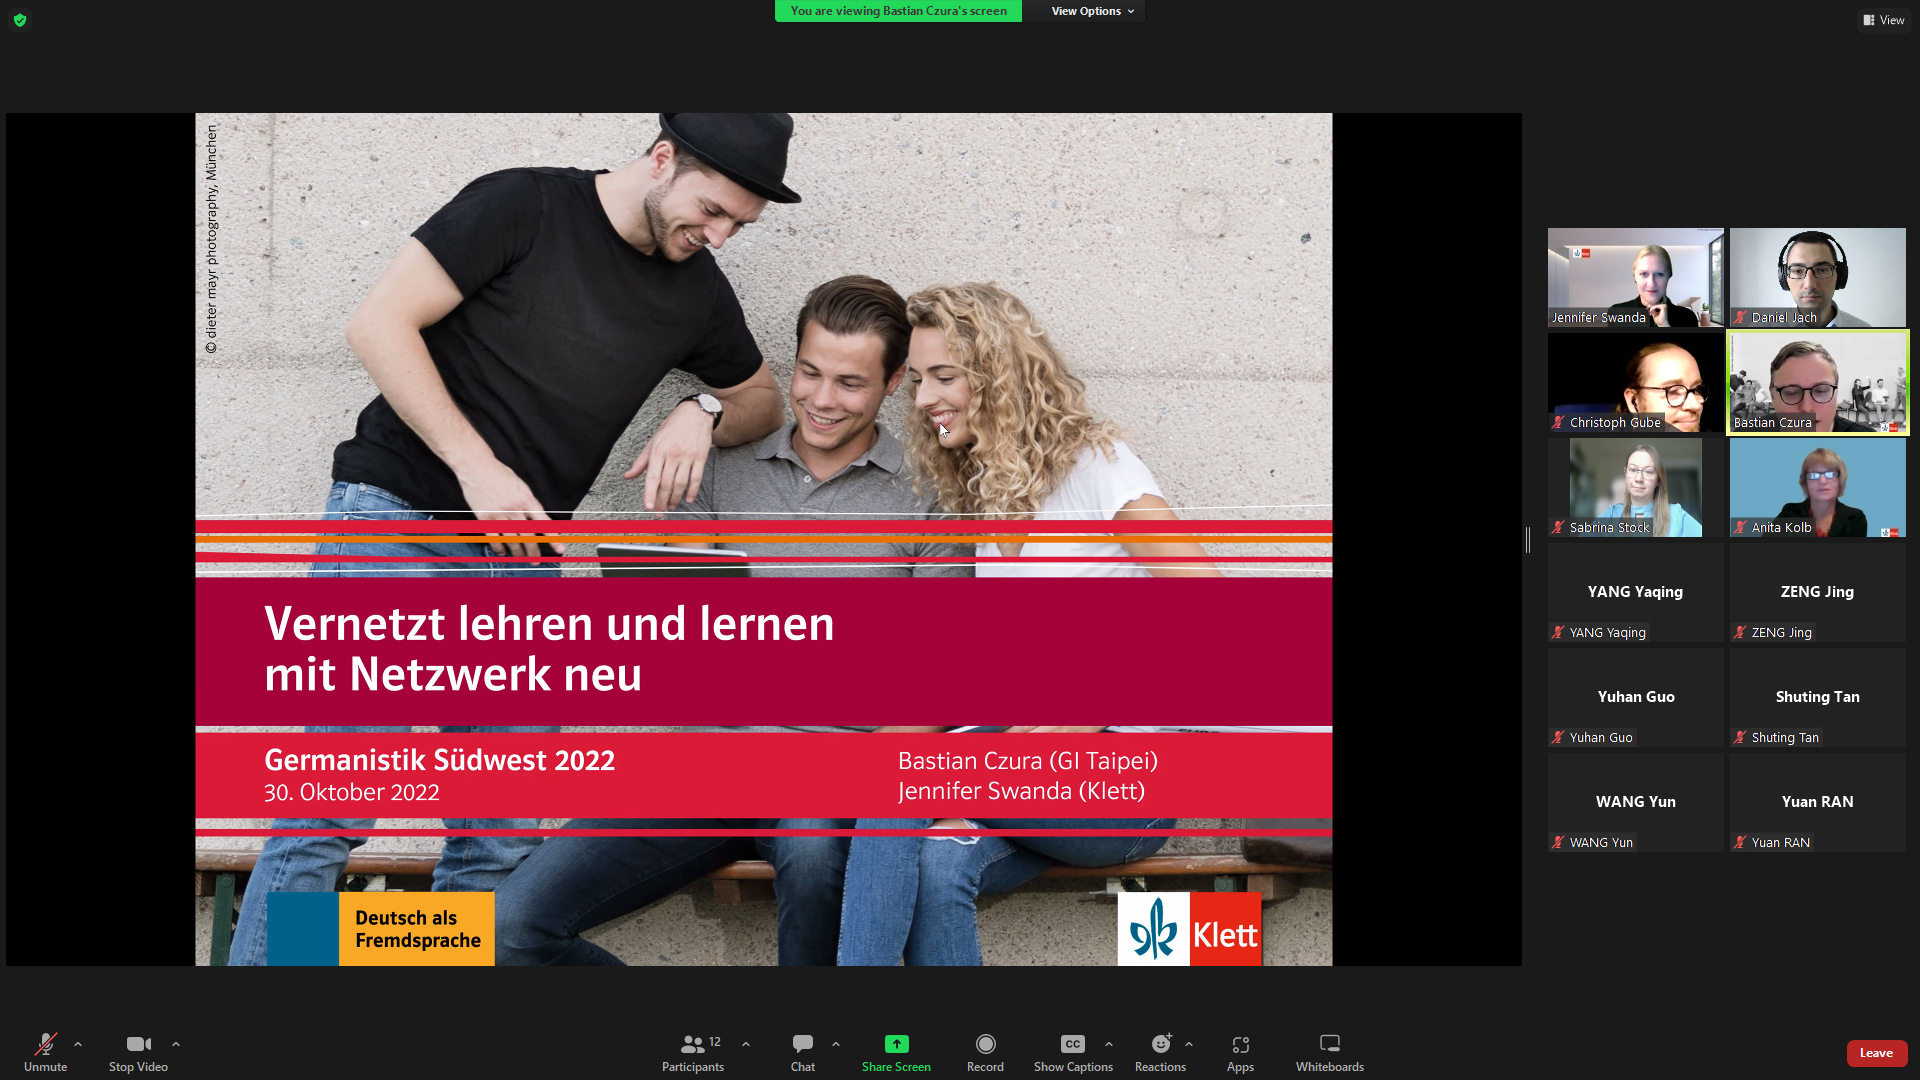 You are viewing Bastian Czura's screen
View Options
View
© dieter mayr photography, München
Vernetzt lehren und lernen
mit Netzwerk neu
Germanistik Südwest 2022
30. Oktober 2022
Bastian Czura (GI Taipei)
Jennifer Swanda (Klett)
Deutsch als
Fremdsprache
Klett
Jennifer Swanda
Daniel Jach
Christoph Gube
Bastian Czura
Sabrina Stock
Anita Kolb
YANG Yaqing
YANG Yaqing
ZENG Jing
ZENG Jing
Yuhan Guo
Yuhan Guo
Shuting Tan
Shuting Tan
WANG Yun
WANG Yun
Yuan RAN
Yuan RAN
Unmute
Stop Video
12
Participants
Chat
Share Screen
Record
CC
Show Captions
Reactions
Apps
Whiteboards
Leave